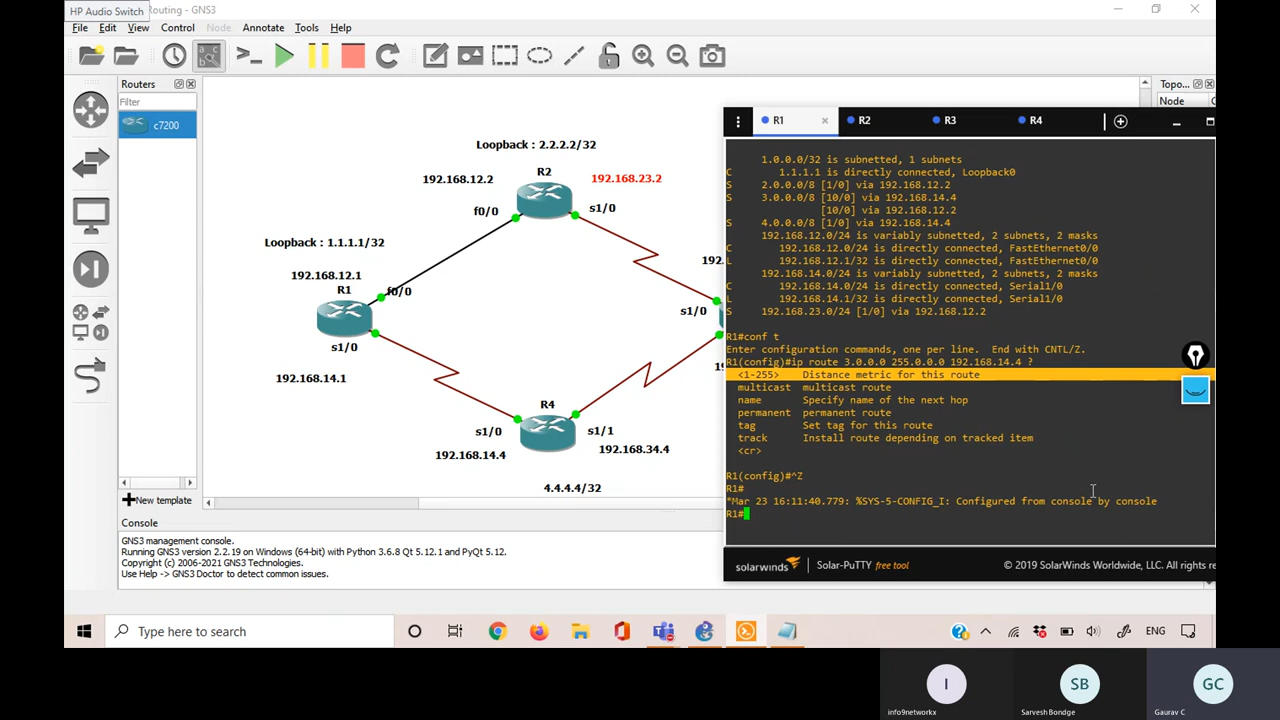 HP Audio Switch
Routing - GNS3
File Edit View Control Node Annotate Tools Help
Routers
Filter
c7200
New template
Topo...
Node
Loopback : 2.2.2.2/32
192.168.12.2
R2
192.168.23.2
f0/0
s1/0
Loopback : 1.1.1.1/32
192.168.12.1
R1
f0/0
s1/0
192.168.14.1
192.
s1/0
R4
s1/0
s1/1
192.168.14.4
192.168.34.4
4.4.4.4/32
R1 R2 R3 R4
1.0.0.0/32 is subnetted, 1 subnets
C 1.1.1.1 is directly connected, Loopback0
S 2.0.0.0/8 [1/0] via 192.168.12.2
S 3.0.0.0/8 [10/0] via 192.168.14.4
[10/0] via 192.168.12.2
S 4.0.0.0/8 [1/0] via 192.168.14.4
192.168.12.0/24 is variably subnetted, 2 subnets, 2 masks
C 192.168.12.0/24 is directly connected, FastEthernet0/0
L 192.168.12.1/32 is directly connected, FastEthernet0/0
192.168.14.0/24 is variably subnetted, 2 subnets, 2 masks
C 192.168.14.0/24 is directly connected, Serial1/0
L 192.168.14.1/32 is directly connected, Serial1/0
S 192.168.23.0/24 [1/0] via 192.168.12.2
R1#conf t
Enter configuration commands, one per line. End with CNTL/Z.
R1(config)#ip route 3.0.0.0 255.0.0.0 192.168.14.4 ?
<1-255> Distance metric for this route
multicast multicast route
name Specify name of the next hop
permanent permanent route
tag Set tag for this route
track Install route depending on tracked item
<cr>
R1(config)#^Z
R1#
*Mar 23 16:11:40.779: %SYS-5-CONFIG_I: Configured from console by console
R1#
solarwinds Solar-PuTTY free tool © 2019 SolarWinds Worldwide, LLC. All rights re
Console
GNS3 management console.
Running GNS3 version 2.2.19 on Windows (64-bit) with Python 3.6.8 Qt 5.12.1 and PyQt 5.12.
Copyright (c) 2006-2021 GNS3 Technologies.
Use Help -> GNS3 Doctor to detect common issues.
Type here to search
ENG
I
SB
GC
info9networkx
Sarvesh Bondge
Gaurav C